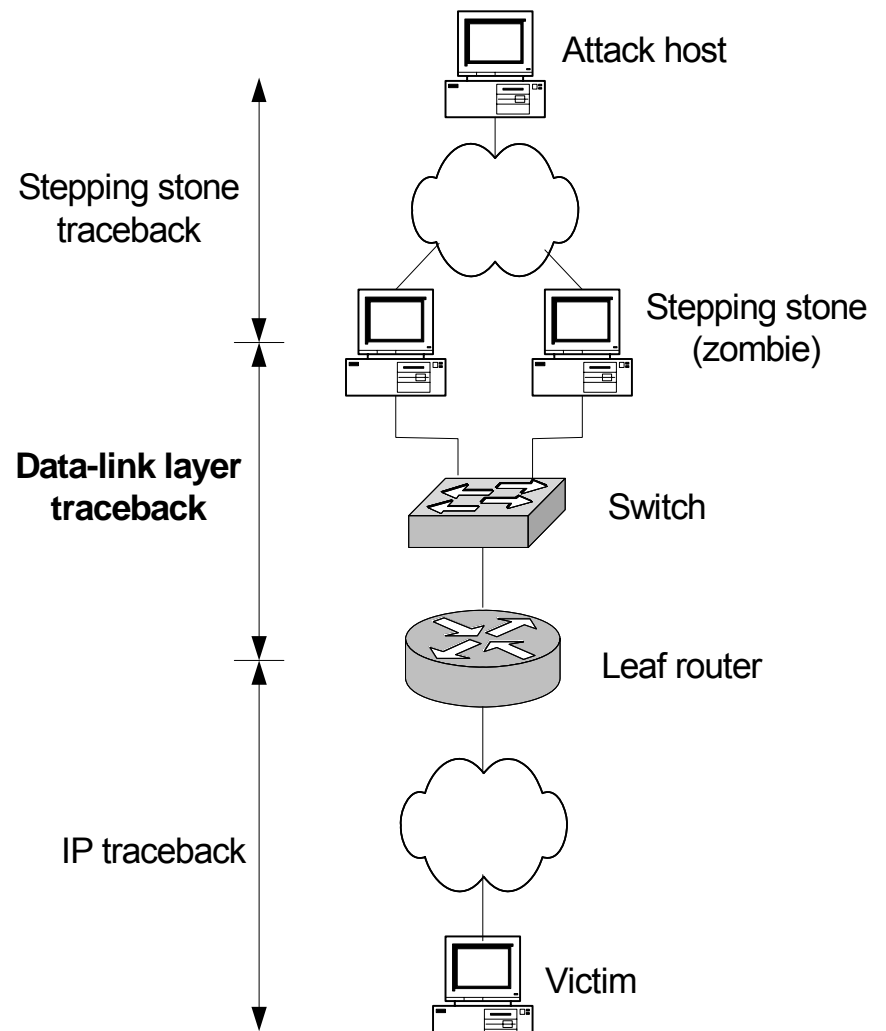 Attack host
Stepping stone
traceback
Stepping stone
(zombie)
Data-link layer
traceback
Switch
Leaf router
IP traceback
Victim